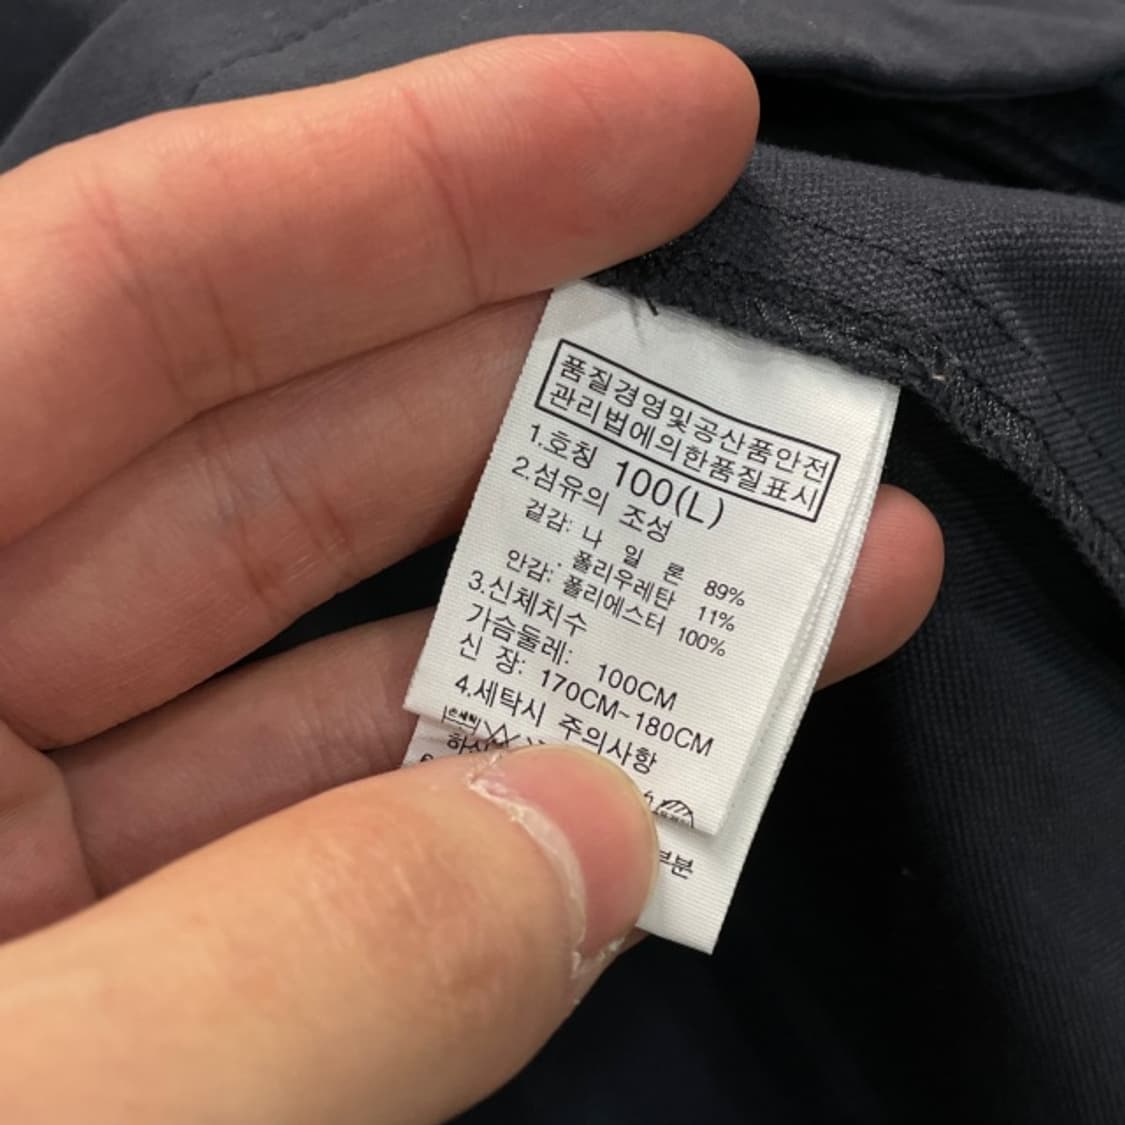 품질경영및공산품안전
관리법에의한품질표시
1.호칭 100(L)
2.섬유의 조성
겉감: 나 일 론 89%
: 폴리우레탄 11%
안감: 폴리에스터 100%
3.신체치수
가슴둘레: 100CM
신 장: 170CM~180CM
4.세탁시 주의사항
손세탁